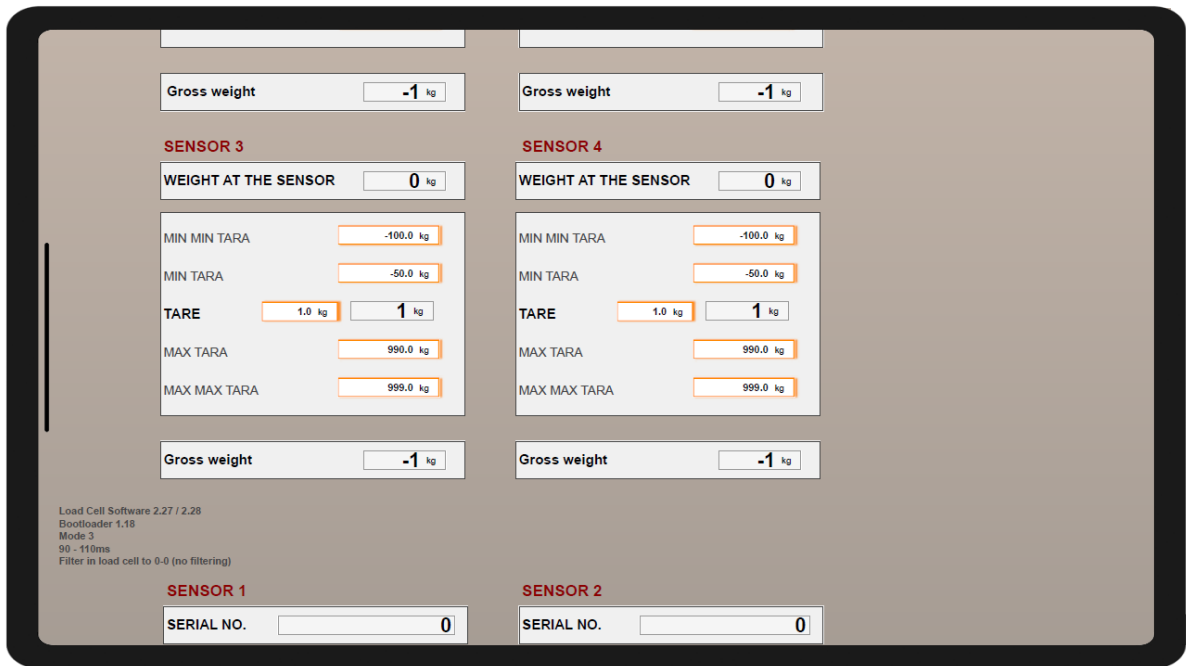 Gross weight -1 kg Gross weight -1 kg
SENSOR 3 SENSOR 4
WEIGHT AT THE SENSOR 0 kg WEIGHT AT THE SENSOR 0 kg
MIN MIN TARA -100.0 kg MIN MIN TARA -100.0 kg
MIN TARA -50.0 kg MIN TARA -50.0 kg
TARE 1.0 kg 1 kg TARE 1.0 kg 1 kg
MAX TARA 990.0 kg MAX TARA 990.0 kg
MAX MAX TARA 999.0 kg MAX MAX TARA 999.0 kg
Gross weight -1 kg Gross weight -1 kg
Load Cell Software 2.27 / 2.28
Bootloader 1.18
Mode 3
90 - 110ms
Filter in load cell to 0-0 (no filtering)
SENSOR 1 SENSOR 2
SERIAL NO. 0 SERIAL NO. 0